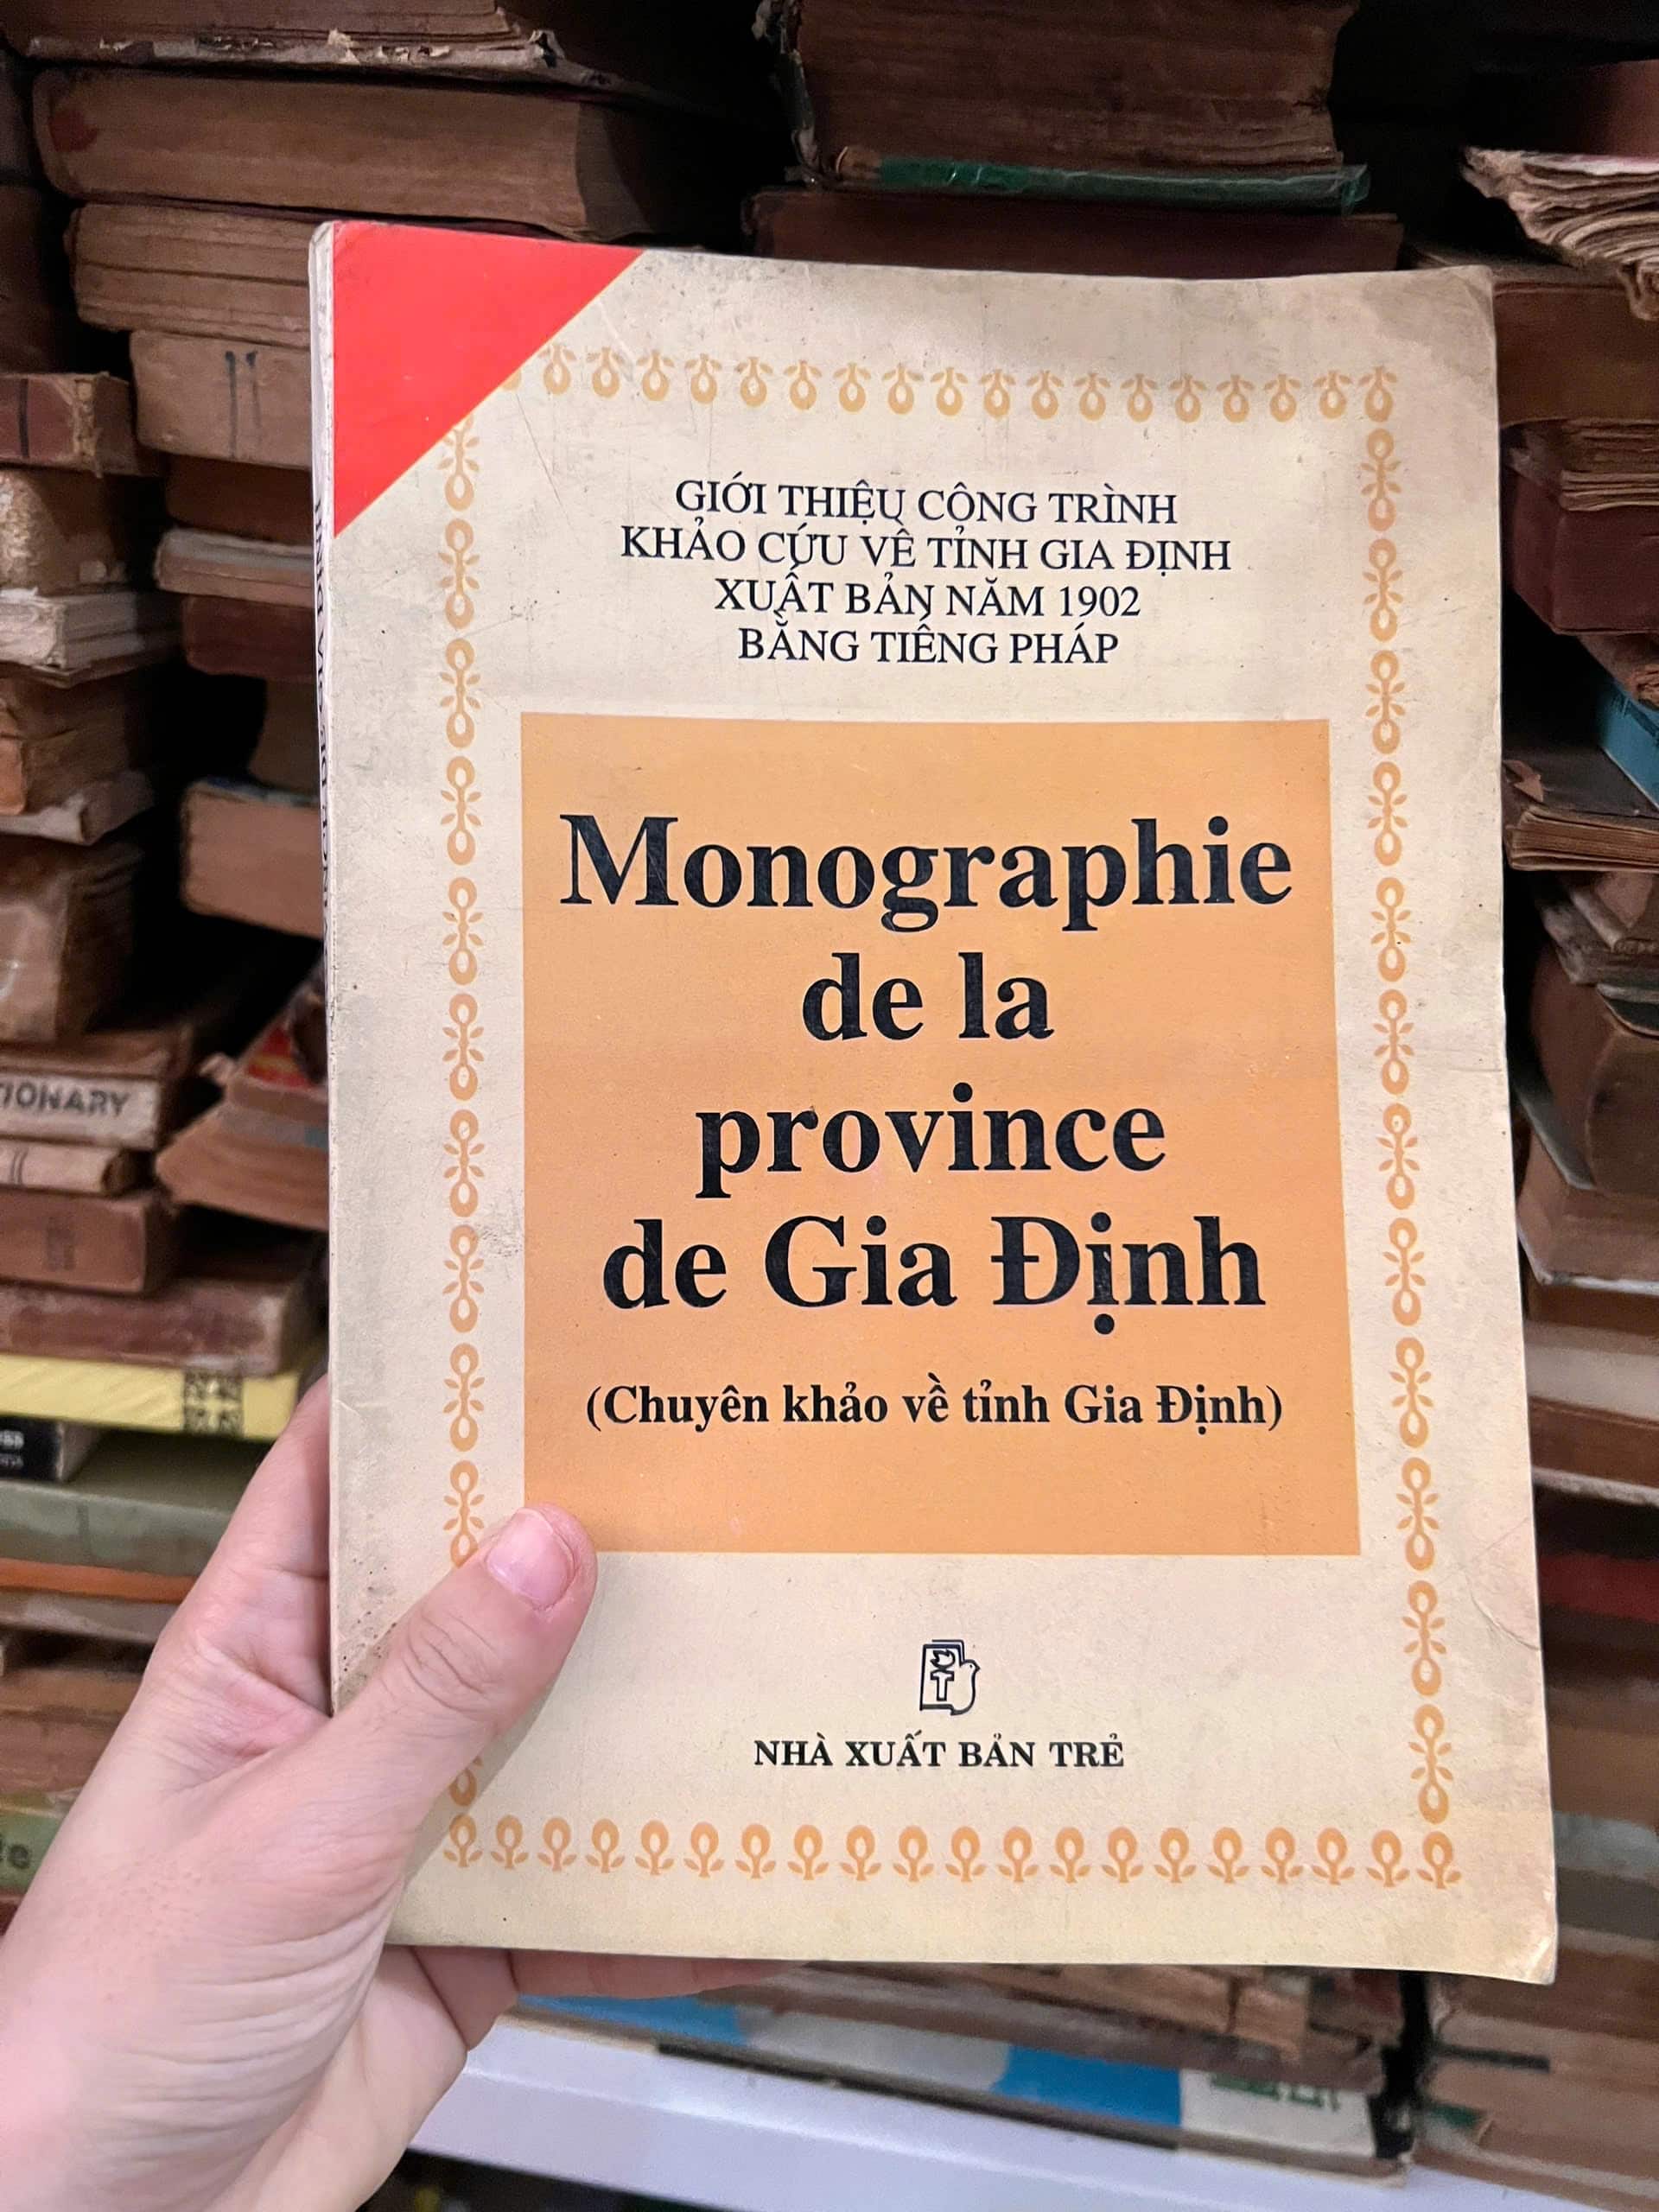 GIỚI THIỆU CÔNG TRÌNH
KHẢO CỨU VỀ TỈNH GIA ĐỊNH
XUẤT BẢN NĂM 1902
BẰNG TIẾNG PHÁP
Monographie
de la
province
de Gia Định
(Chuyên khảo về tỉnh Gia Định)
NHÀ XUẤT BẢN TRẺ